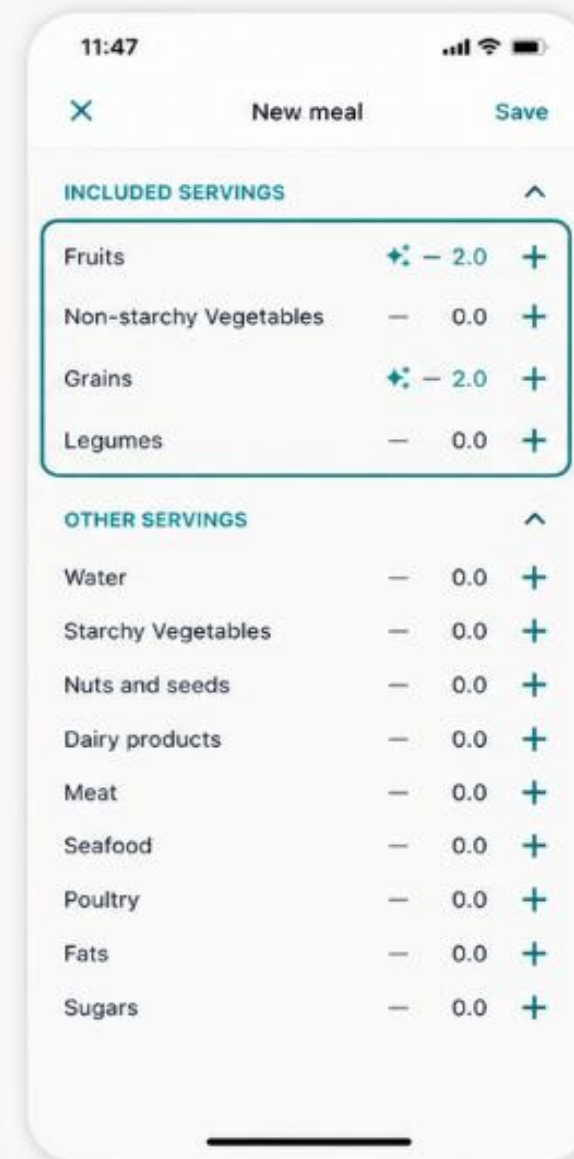 11:47
New meal Save
INCLUDED SERVINGS
Fruits − 2.0 +
Non-starchy Vegetables − 0.0 +
Grains − 2.0 +
Legumes − 0.0 +
OTHER SERVINGS
Water − 0.0 +
Starchy Vegetables − 0.0 +
Nuts and seeds − 0.0 +
Dairy products − 0.0 +
Meat − 0.0 +
Seafood − 0.0 +
Poultry − 0.0 +
Fats − 0.0 +
Sugars − 0.0 +